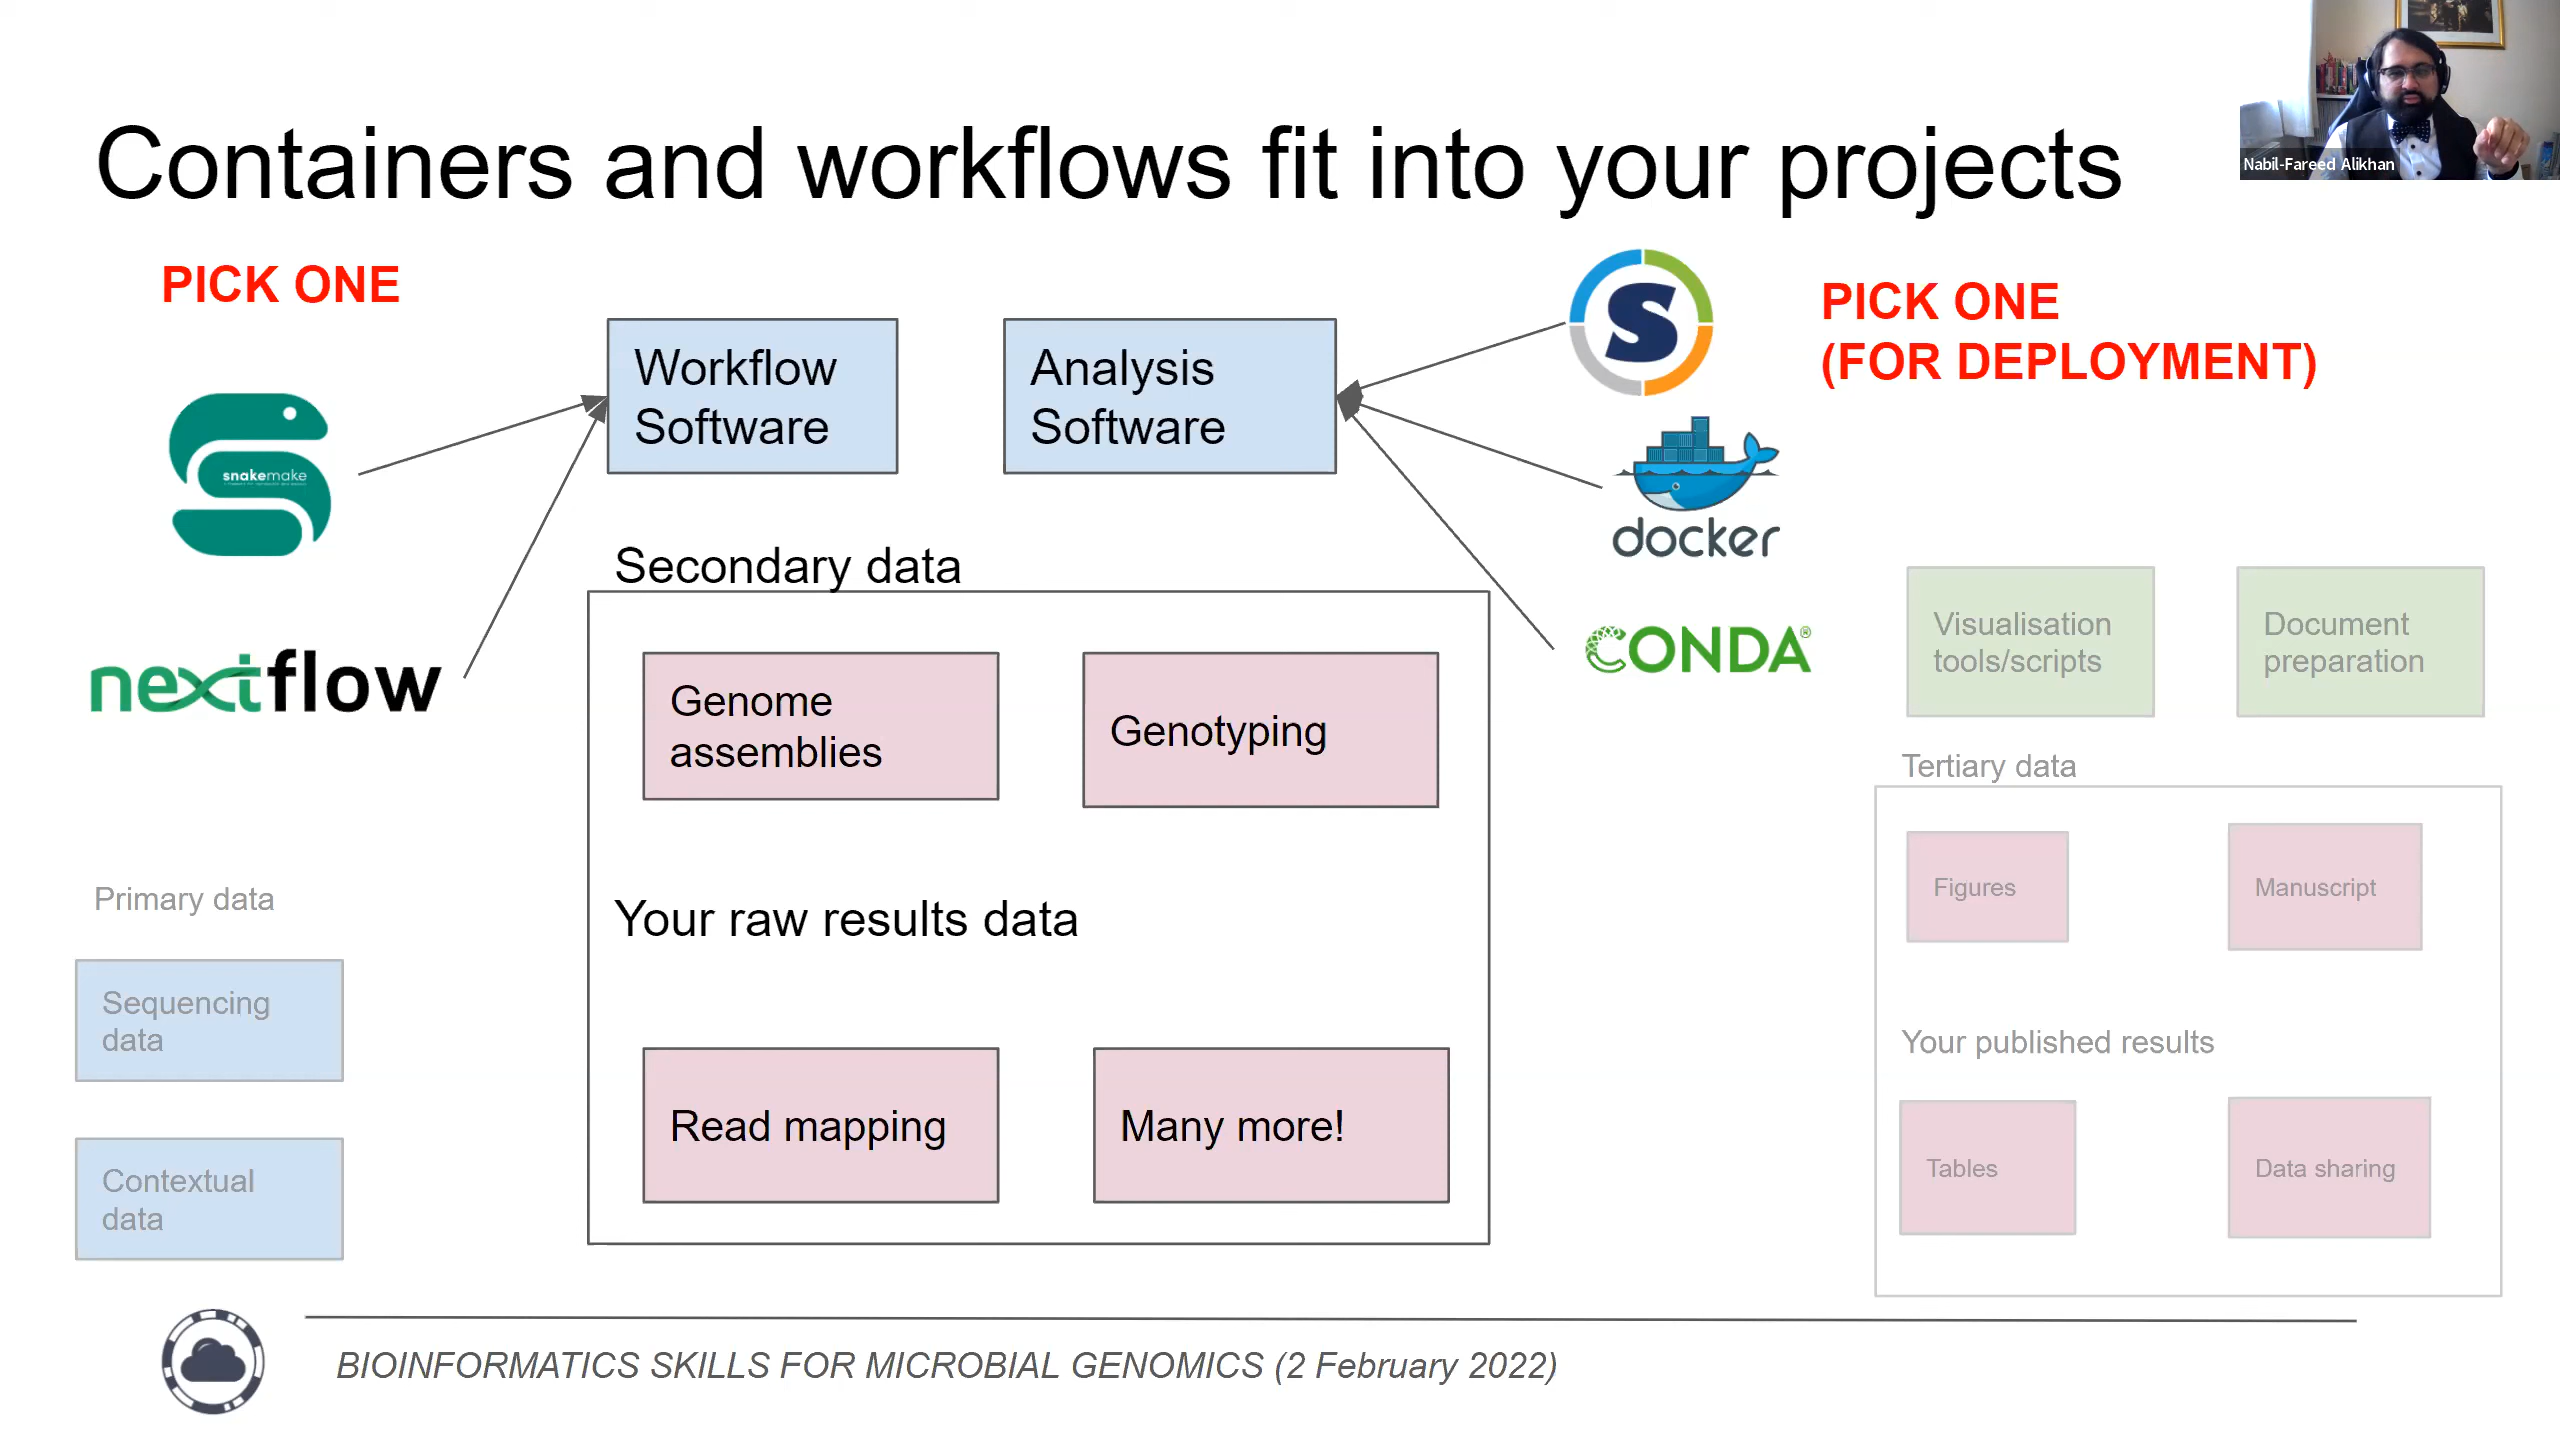 Containers and workflows fit into your projects
Nabil-Fareed Alikhan
PICK ONE
PICK ONE
(FOR DEPLOYMENT)
Workflow
Software
Analysis
Software
S
snakemake
docker
Secondary data
nextflow
CONDA®
Visualisation
tools/scripts
Document
preparation
Genome
assemblies
Genotyping
Tertiary data
Primary data
Figures
Manuscript
Your raw results data
Sequencing
data
Your published results
Read mapping
Many more!
Tables
Data sharing
Contextual
data
BIOINFORMATICS SKILLS FOR MICROBIAL GENOMICS (2 February 2022)